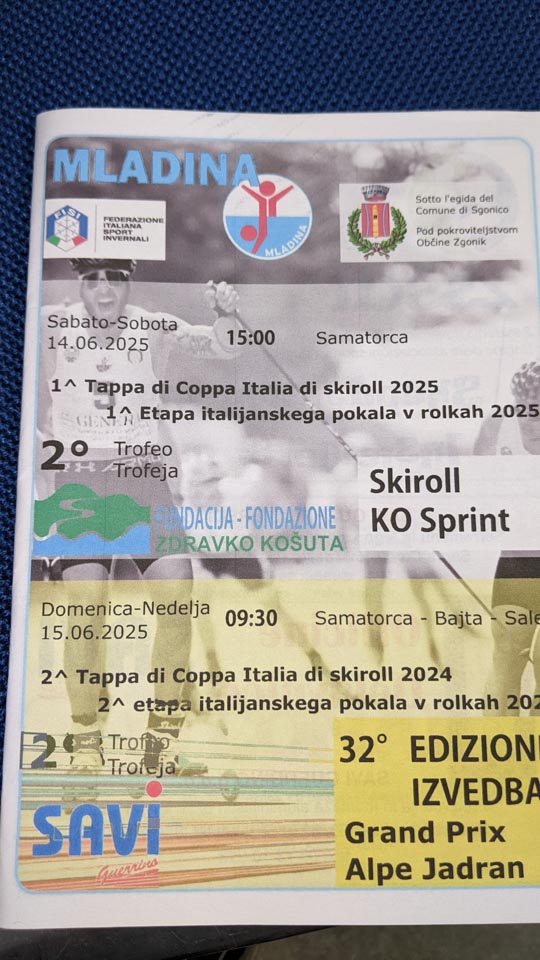 MLADINA
FISI
FEDERAZIONE
ITALIANA
SPORT
INVERNALI
MLADINA
Sotto l'egida del
Comune di Sgonico
Pod pokroviteljstvom
Občine Zgonik
Sabato-Sobota
14.06.2025
15:00
Samatorca
1^ Tappa di Coppa Italia di skiroll 2025
1^ Etapa italijanskega pokala v rolkah 2025
2° Trofeo
Trofeja
FUNDACIJA - FONDAZIONE
ZDRAVKO KOŠUTA
Skiroll
KO Sprint
Domenica-Nedelja
15.06.2025
09:30
Samatorca - Bajta - Sale
2^ Tappa di Coppa Italia di skiroll 2024
2^ etapa italijanskega pokala v rolkah 202
2° Trofeo
Trofeja
SAVI
Guerrino
32° EDIZION
IZVEDBA
Grand Prix
Alpe Jadran